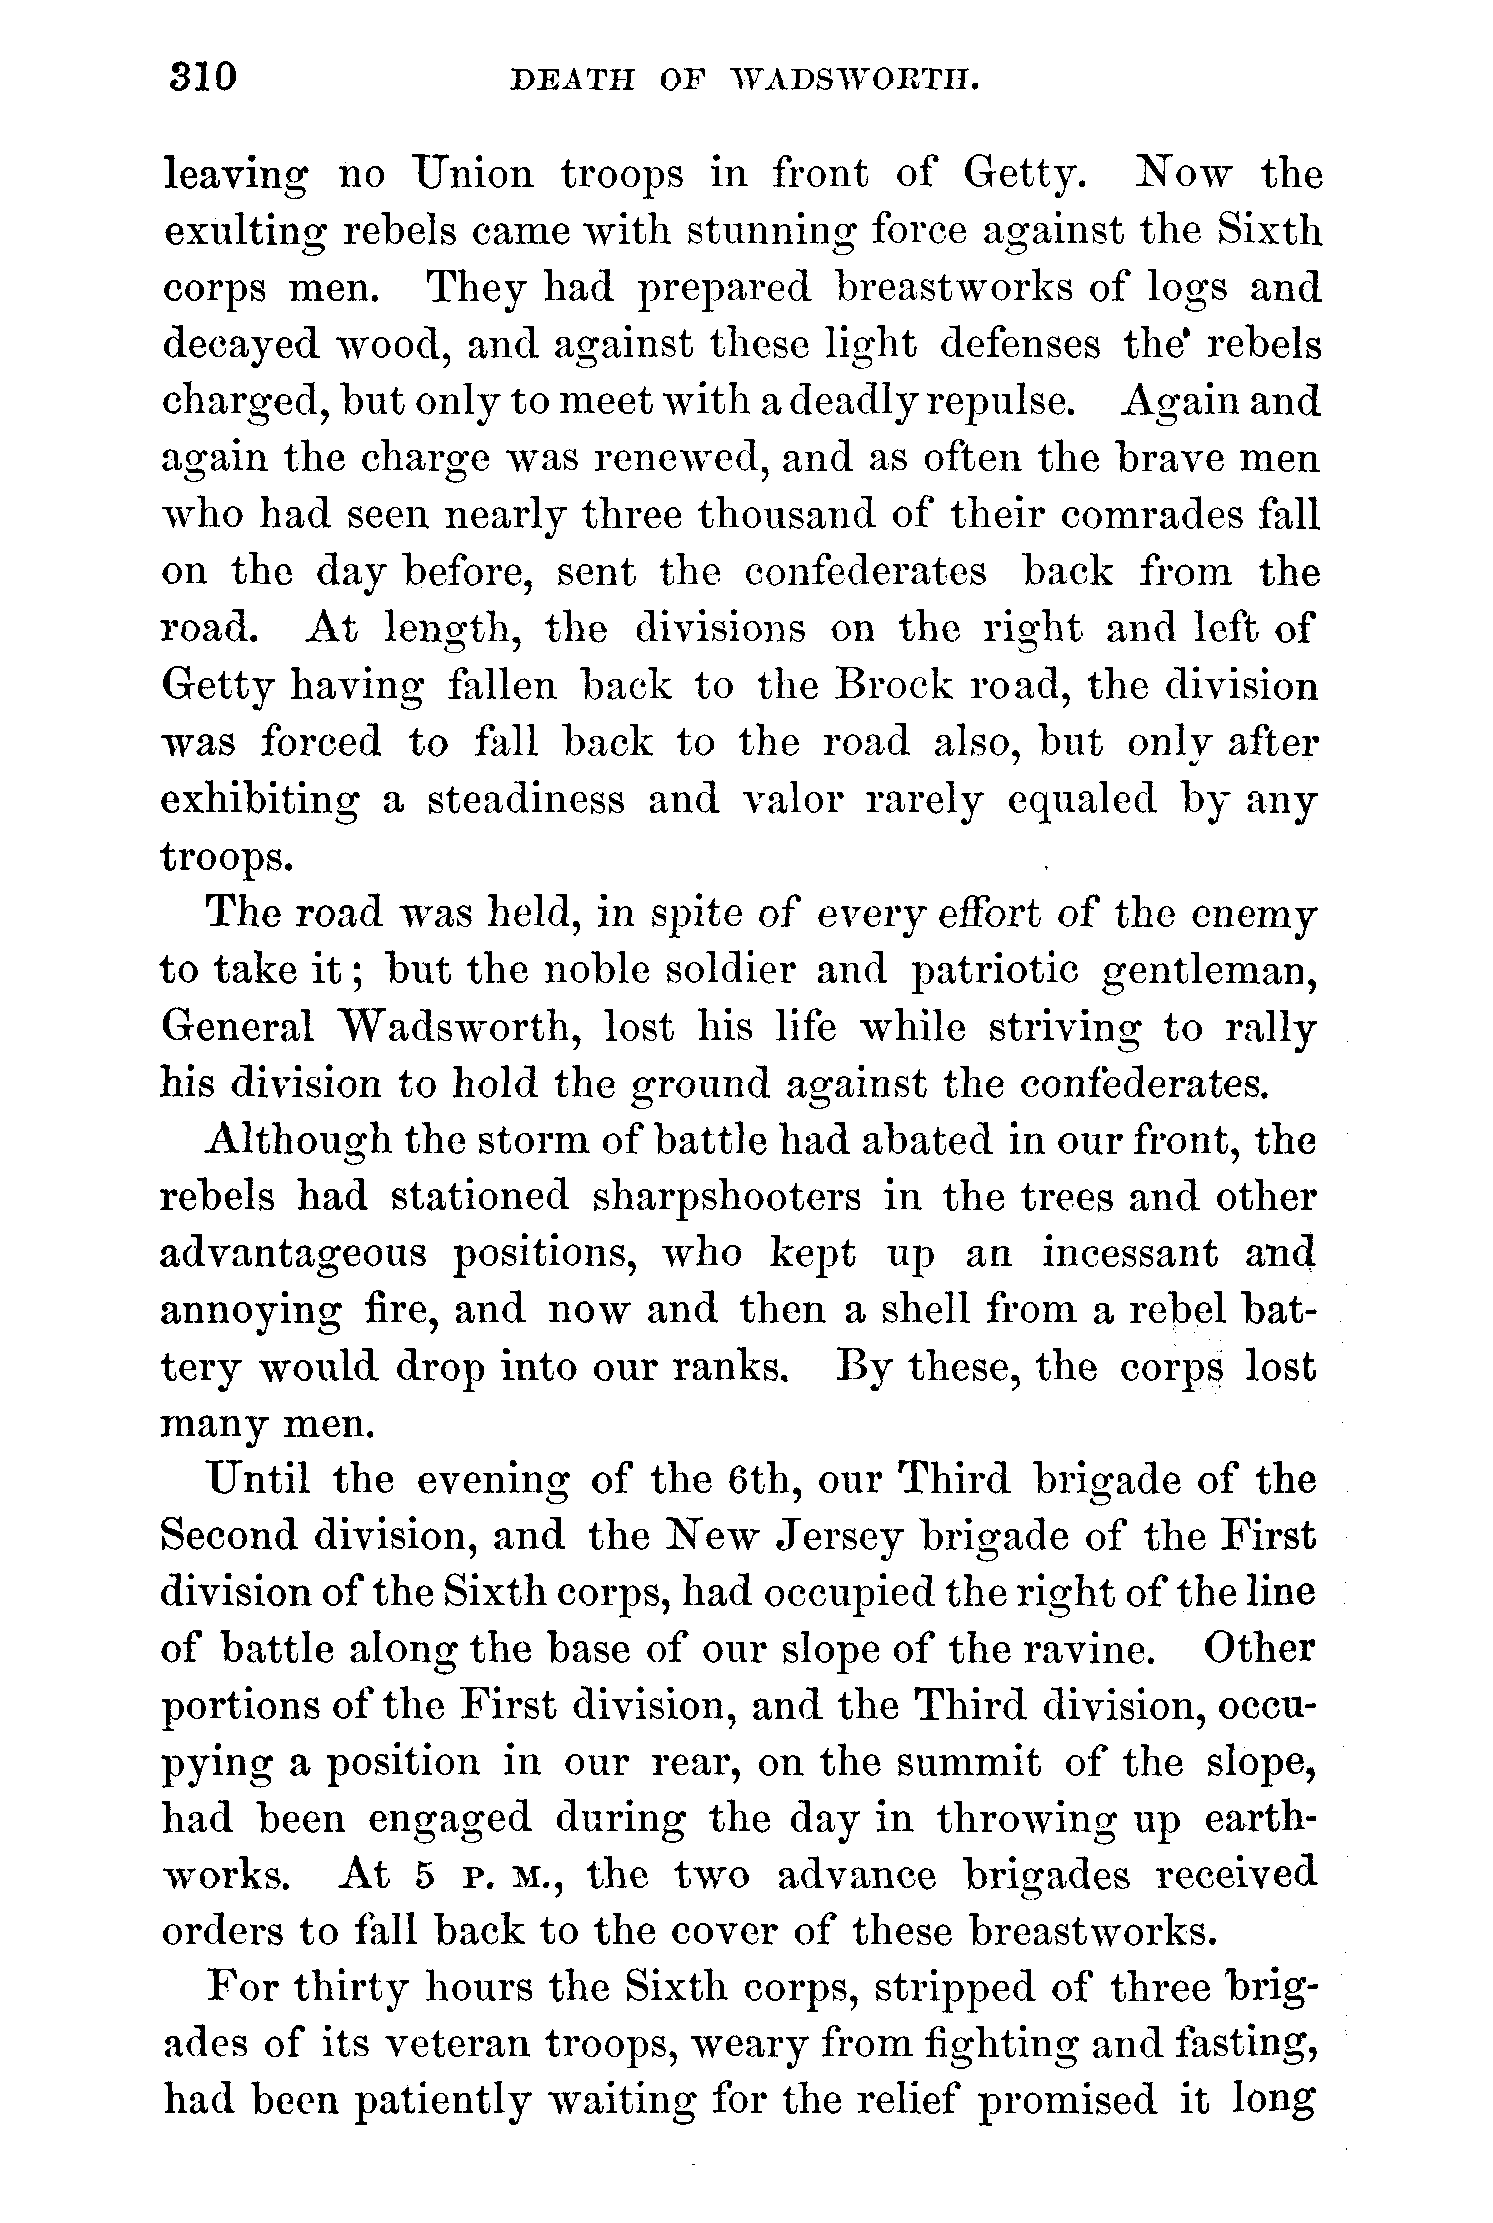 310 DEATH OF WADSWORTH.
leaving no Union troops in front of Getty. Now the
exulting rebels came with stunning force against the Sixth
corps men. They had prepared breastworks of logs and
decayed wood, and against these light defenses the rebels
charged, but only to meet with a deadly repulse. Again and
again the charge was renewed, and as often the brave men
who had seen nearly three thousand of their comrades fall
on the day before, sent the confederates back from the
road. At length, the divisions on the right and left of
Getty having fallen back to the Brock road, the division
was forced to fall back to the road also, but only after
exhibiting a steadiness and valor rarely equaled by any
troops.
The road was held, in spite of every effort of the enemy
to take it; but the noble soldier and patriotic gentleman,
General Wadsworth, lost his life while striving to rally
his division to hold the ground against the confederates.
Although the storm of battle had abated in our front, the
rebels had stationed sharpshooters in the trees and other
advantageous positions, who kept up an incessant and
annoying fire, and now and then a shell from a rebel bat-
tery would drop into our ranks. By these, the corps lost
many men.
Until the evening of the 6th, our Third brigade of the
Second division, and the New Jersey brigade of the First
division of the Sixth corps, had occupied the right of the line
of battle along the base of our slope of the ravine. Other
portions of the First division, and the Third division, occu-
pying a position in our rear, on the summit of the slope,
had been engaged during the day in throwing up earth-
works. At 5 P. M., the two advance brigades received
orders to fall back to the cover of these breastworks.
For thirty hours the Sixth corps, stripped of three brig-
ades of its veteran troops, weary from fighting and fasting,
had been patiently waiting for the relief promised it long